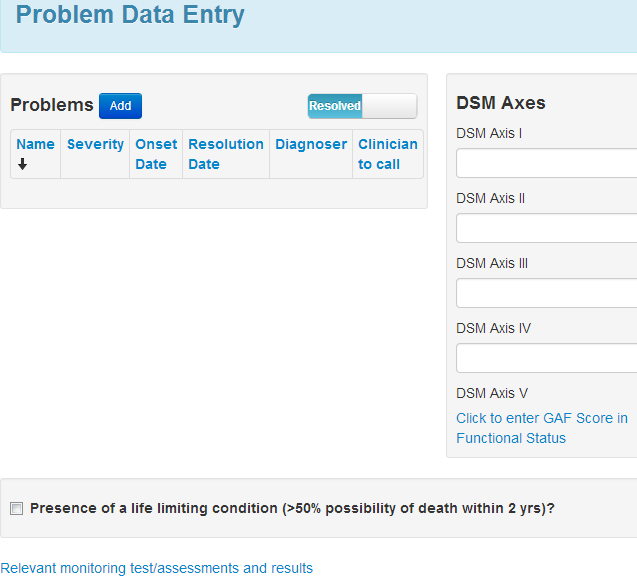 Problem Data Entry
Problems Add Resolved
Name Severity Onset Resolution Diagnoser Clinician
Date Date to call
DSM Axes
DSM Axis I
DSM Axis II
DSM Axis III
DSM Axis IV
DSM Axis V
Click to enter GAF Score in
Functional Status
Presence of a life limiting condition (>50% possibility of death within 2 yrs)?
Relevant monitoring test/assessments and results